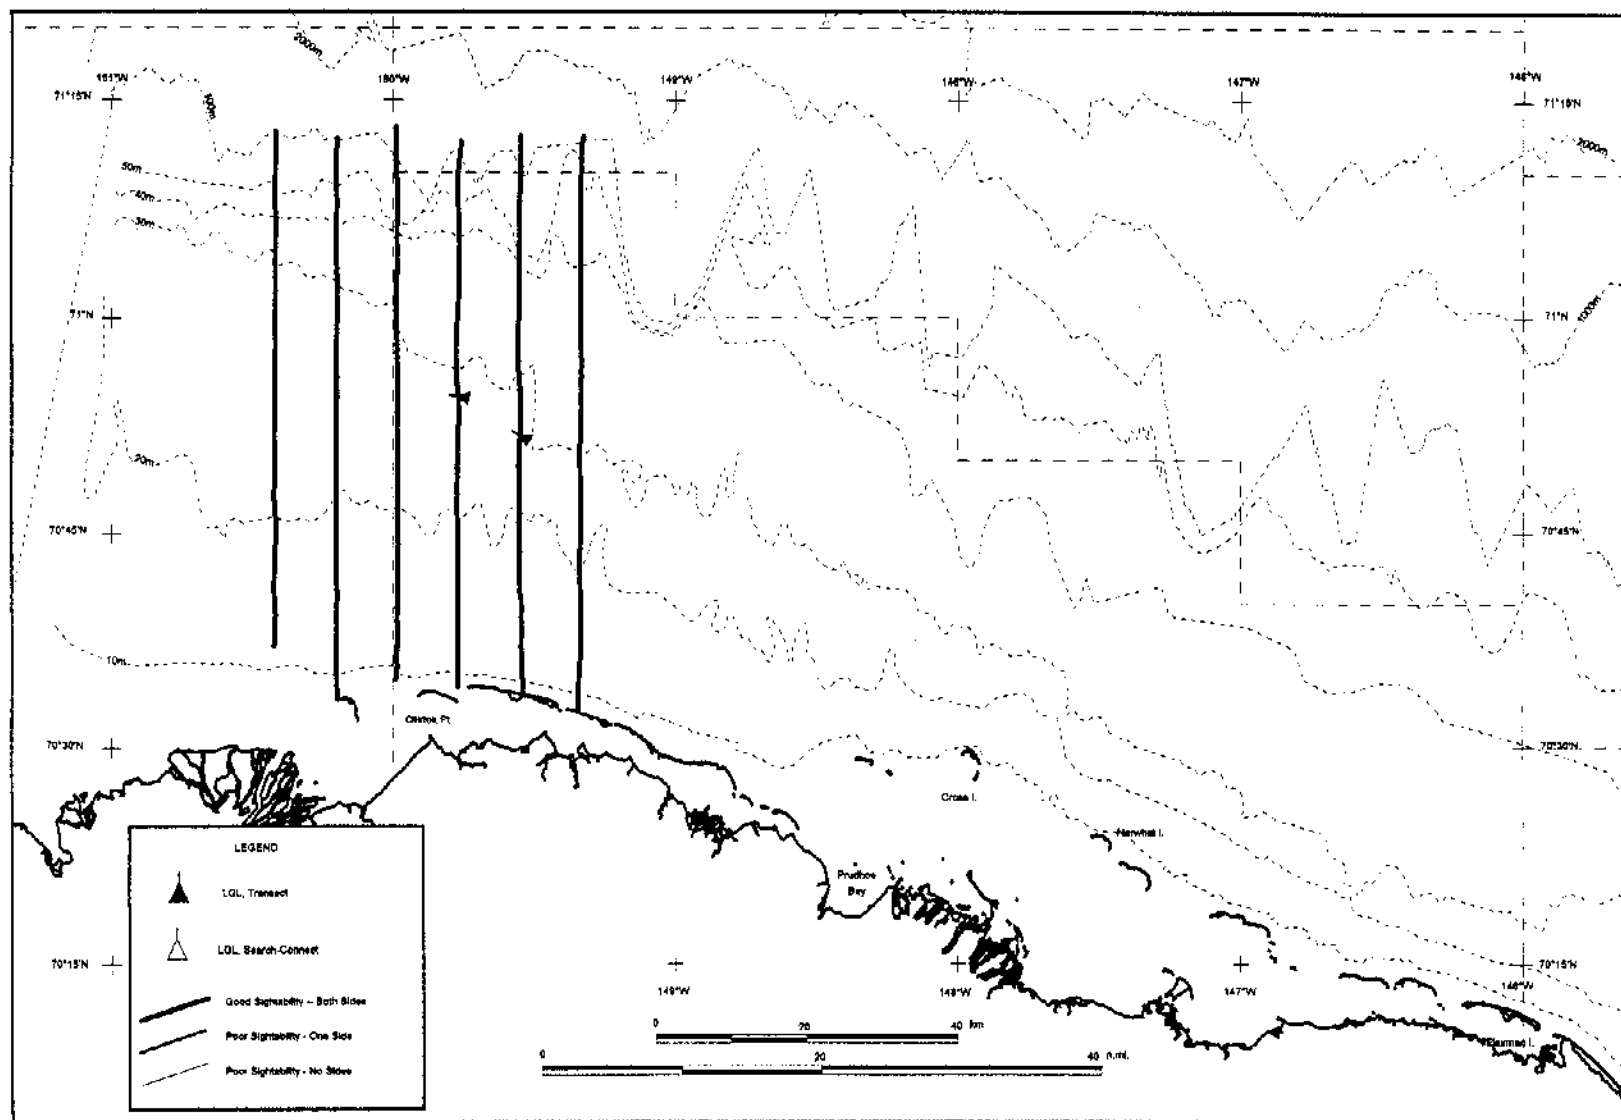 2000m
151°W
150°W
149°W
148°W
147°W
146°W
71°15'N
71°15'N
100m
2000m
50m
40m
30m
1000m
71°N
71°N
20m
70°45'N
70°45'N
10m
Oliktok Pt
70°30'N
70°30'N
Cross I.
Narwhal I.
Prudhoe
Bay
LEGEND
LGL, Transect
LGL, Search-Connect
Good Sightability – Both Sides
Poor Sightability - One Side
Poor Sightability - No Sides
70°15'N
70°15'N
149°W
148°W
147°W
146°W
0 20 40 km
0 20 40 n.mi.
Flaxman I.